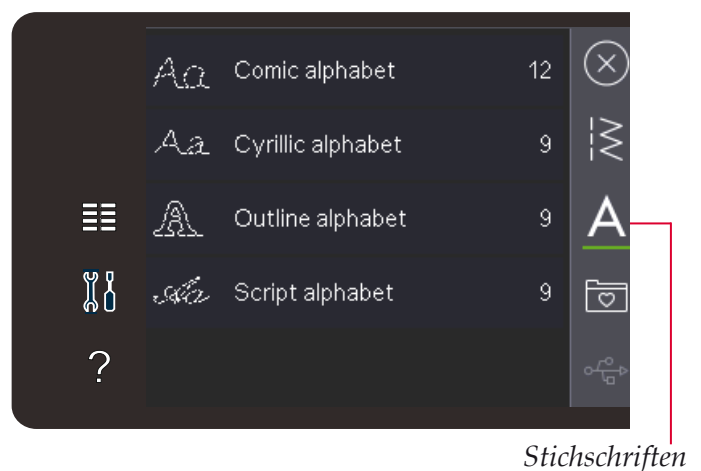 Aa Comic alphabet 12
Aa Cyrillic alphabet 9
A Outline alphabet 9
Script alphabet 9
A
?
Stichschriften